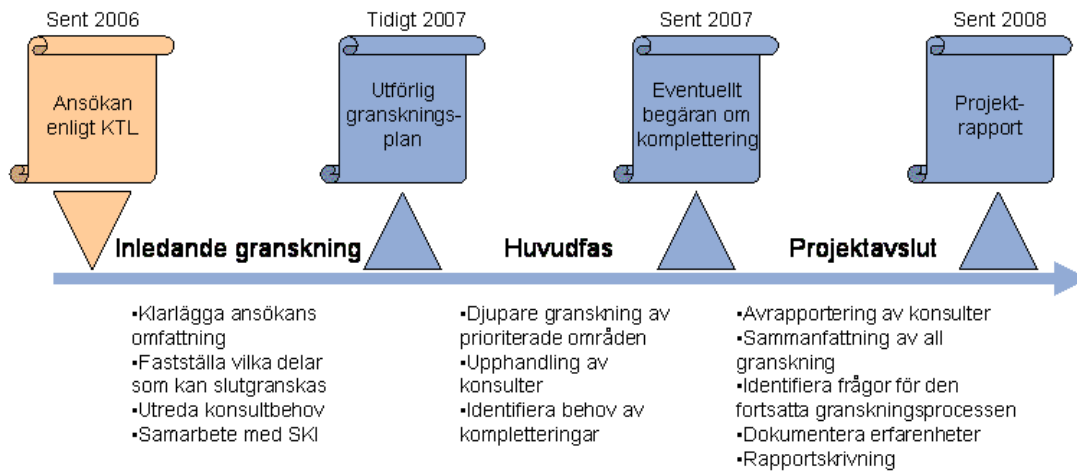 Sent 2006
Tidigt 2007
Sent 2007
Sent 2008
Ansökan
enligt KTL
Utförlig
gransknings-
plan
Eventuellt
begäran om
komplettering
Projekt-
rapport
Inledande granskning
Huvudfas
Projektavslut
▪Klarlägga ansökans
omfattning
▪Fastställa vilka delar
som kan slutgranskas
▪Utreda konsultbehov
▪Samarbete med SKI
▪Djupare granskning av
prioriterade områden
▪Upphandling av
konsulter
▪Identifiera behov av
kompletteringar
▪Avrapportering av konsulter
▪Sammanfattning av all
granskning
▪Identifiera frågor för den
fortsatta granskningsprocessen
▪Dokumentera erfarenheter
▪Rapportskrivning